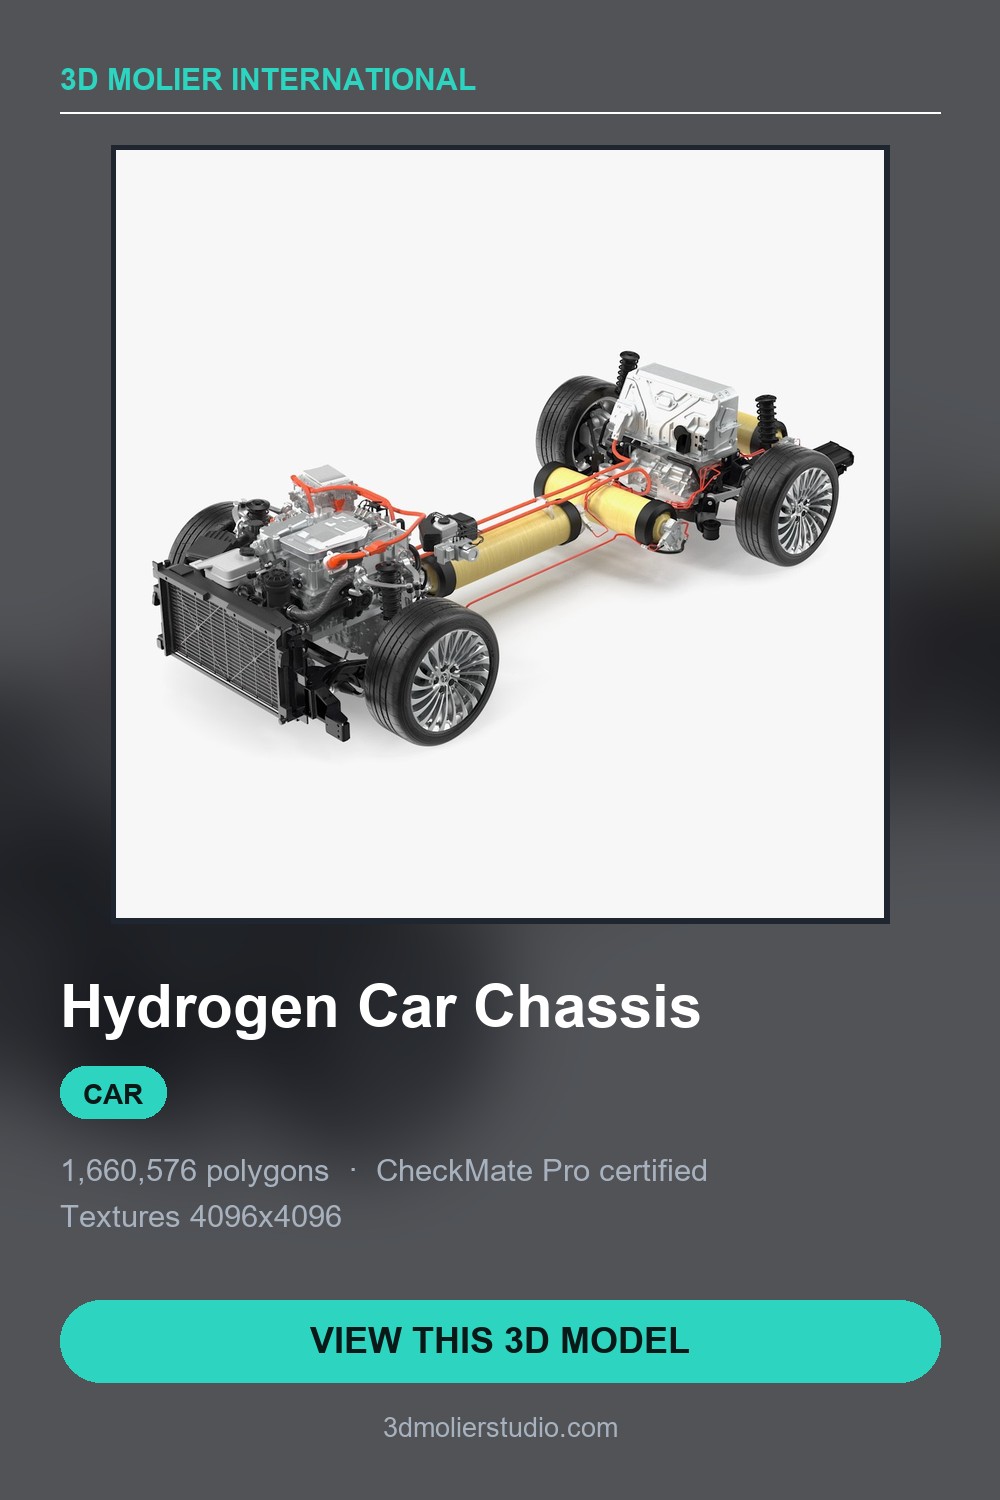 3D MOLIER INTERNATIONAL
Hydrogen Car Chassis
CAR
1,660,576 polygons · CheckMate Pro certified
Textures 4096x4096
VIEW THIS 3D MODEL
3dmolierstudio.com